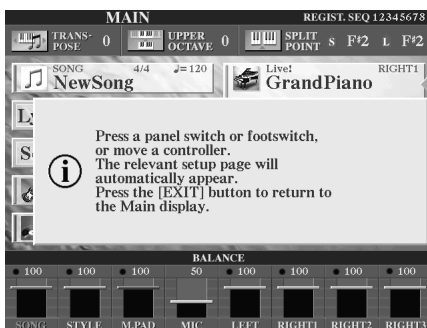 MAIN REGIST. SEQ 12345678
TRANS-
POSE 0 UPPER
OCTAVE 0 SPLIT
POINT S F#2 L F#2
SONG 4/4 ♩=120 Live! RIGHT1
NewSong GrandPiano
Press a panel switch or footswitch,
or move a controller.
The relevant setup page will
automatically appear.
Press the [EXIT] button to return to
the Main display.
BALANCE
100 100 100 50 100 100 100 100
SONG STYLE M.PAD MIC LEFT RIGHT1 RIGHT2 RIGHT3